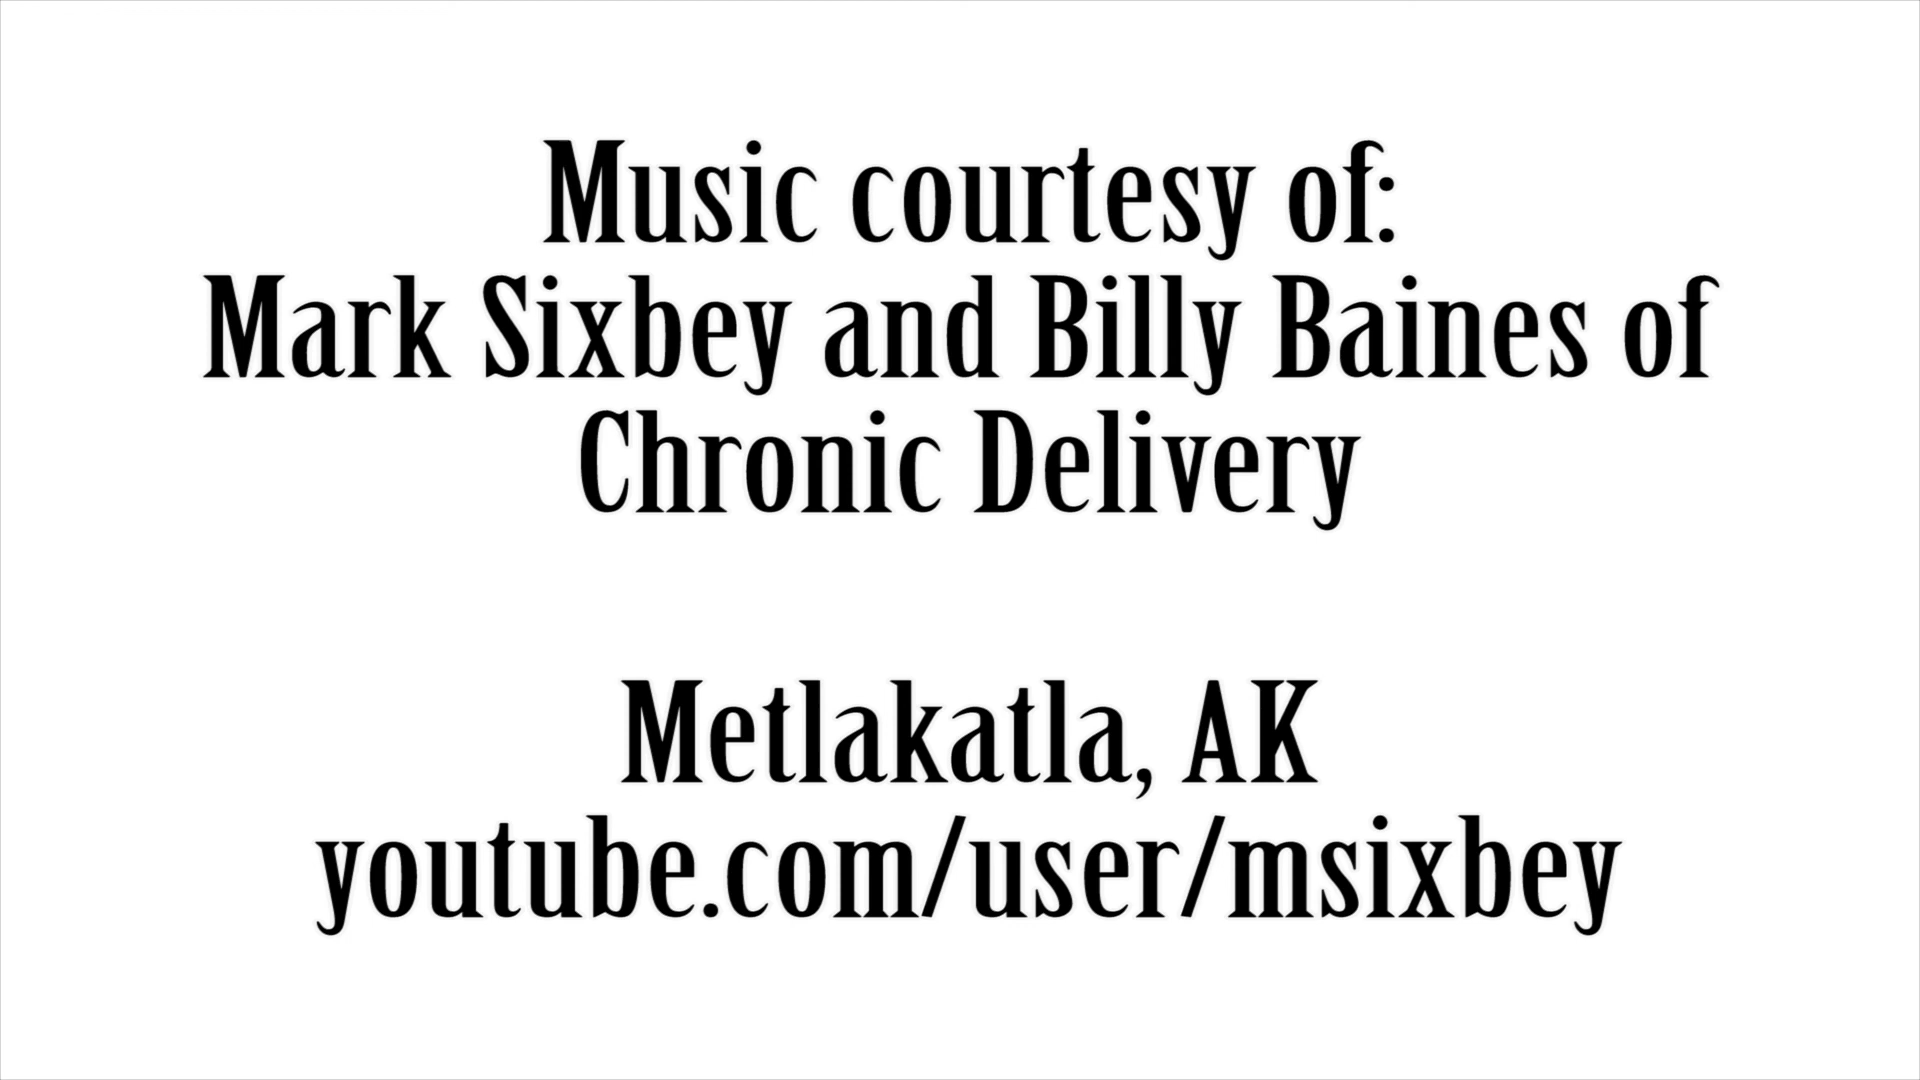 Music courtesy of:
Mark Sixbey and Billy Baines of
Chronic Delivery
Metlakatla, AK
youtube.com/user/msixbey